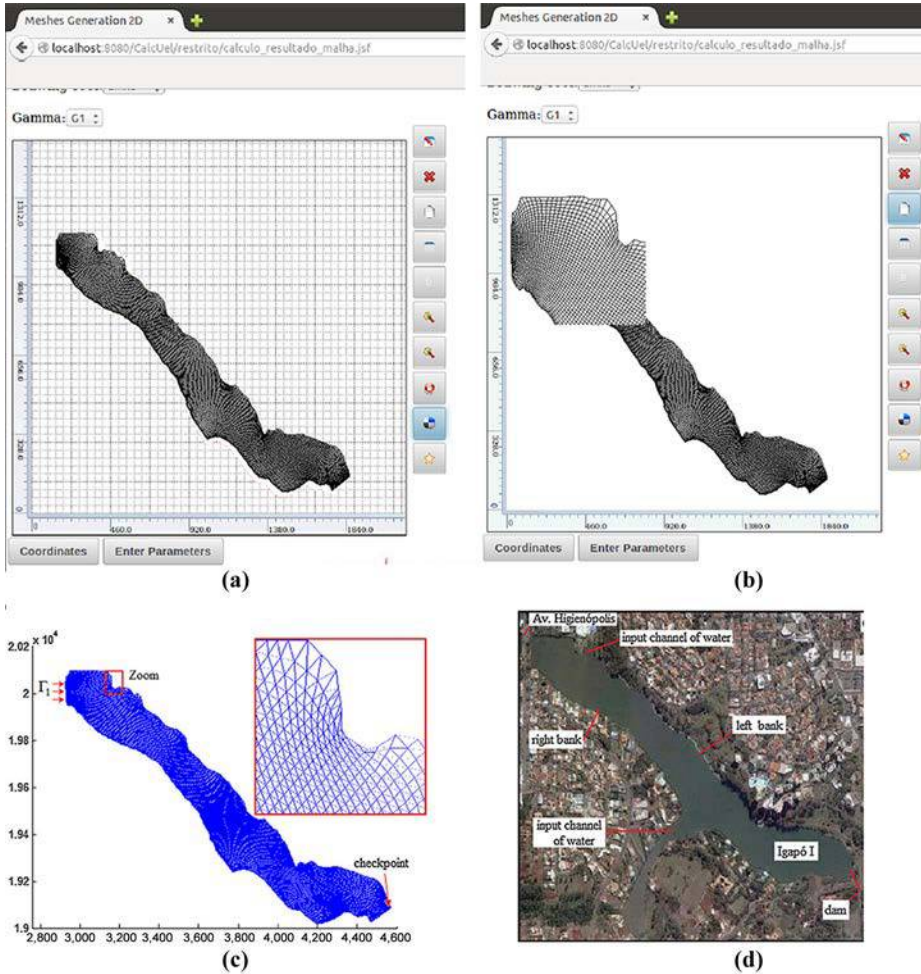 Meshes Generation 2D
localhost:8080/CalcUel/restrito/calculo_resultado_malha.jsf
Gamma: G1
1312.0
984.0
656.0
328.0
0
0
460.0
920.0
1380.0
1840.0
Coordinates
Enter Parameters
(a)
Meshes Generation 2D
localhost:8080/CalcUel/restrito/calculo_resultado_malha.jsf
Gamma: G1
1312.0
984.0
656.0
328.0
0
0
460.0
920.0
1380.0
1840.0
Coordinates
Enter Parameters
(b)
x 10⁴
2.02
2
1.98
1.96
1.94
1.92
1.9
Γ₁
Zoom
checkpoint
2,800
3,000
3,200
3,400
3,600
3,800
4,000
4,200
4,400
4,600
(c)
Av. Higienópolis
input channel of water
left bank
right bank
input channel
of water
Igapó I
dam
(d)